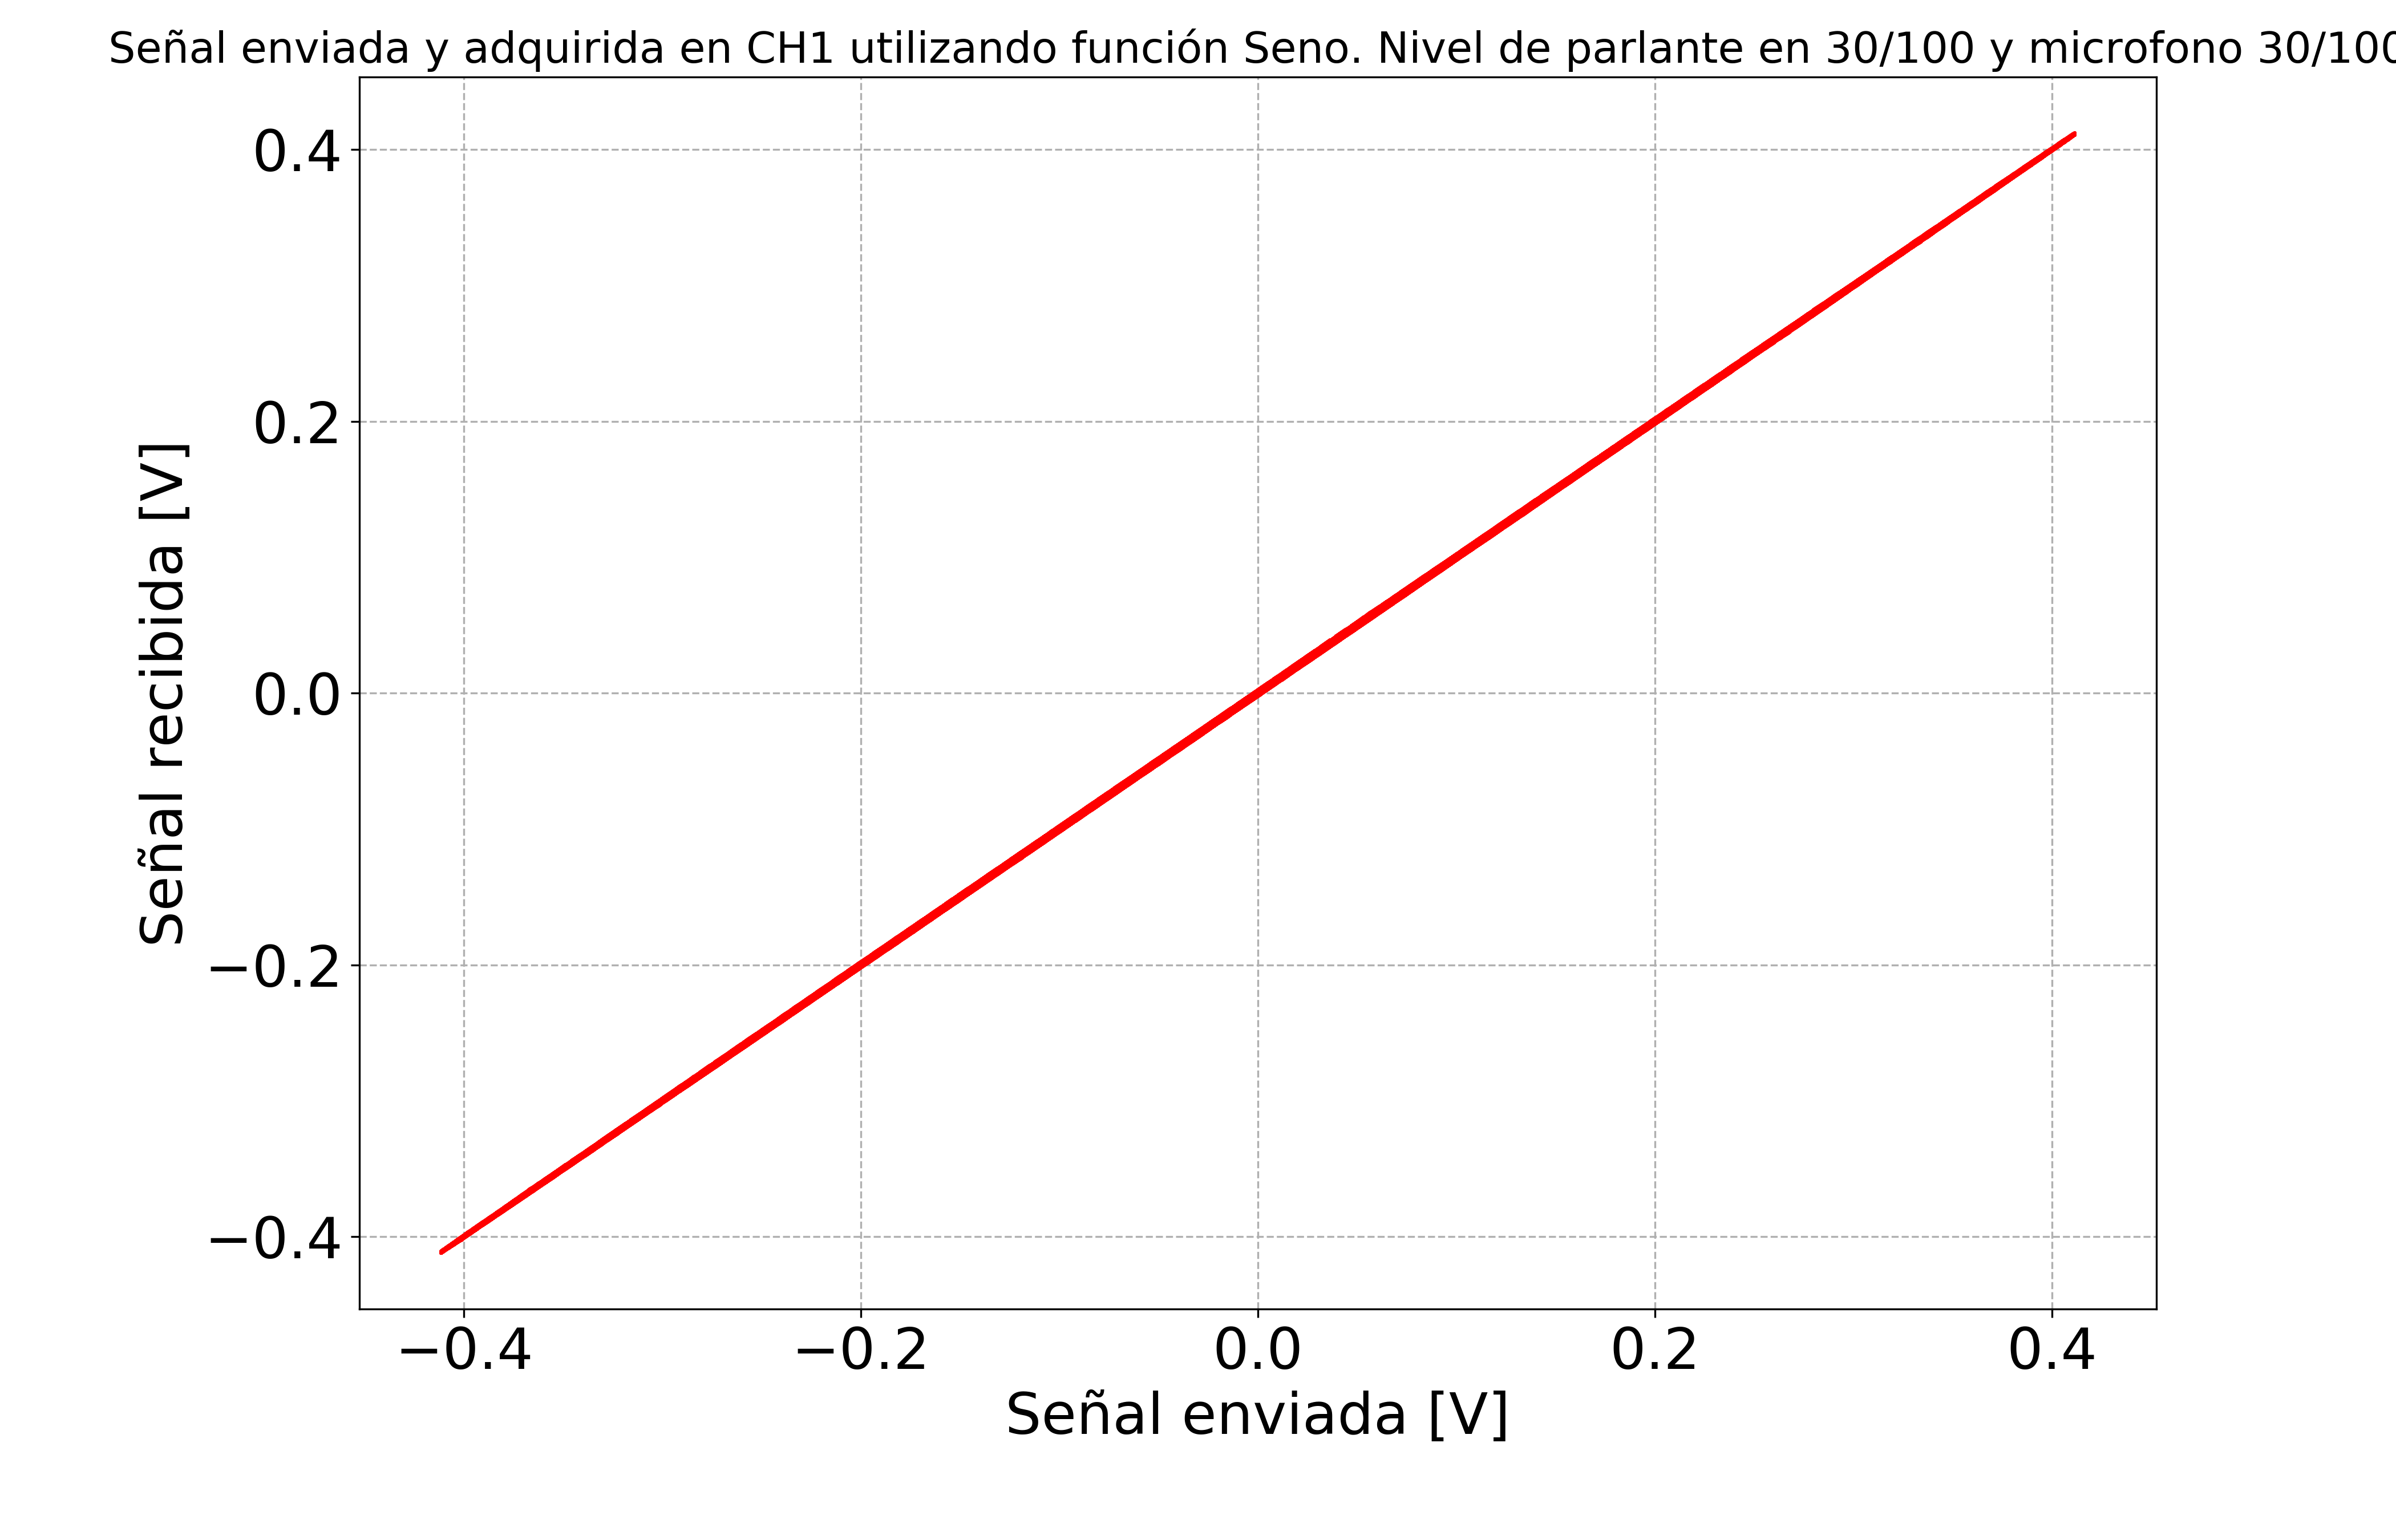 Señal enviada y adquirida en CH1 utilizando función Seno. Nivel de parlante en 30/100 y microfono 30/100
0.4
0.2
0.0
−0.2
−0.4
Señal recibida [V]
−0.4 −0.2 0.0 0.2 0.4
Señal enviada [V]